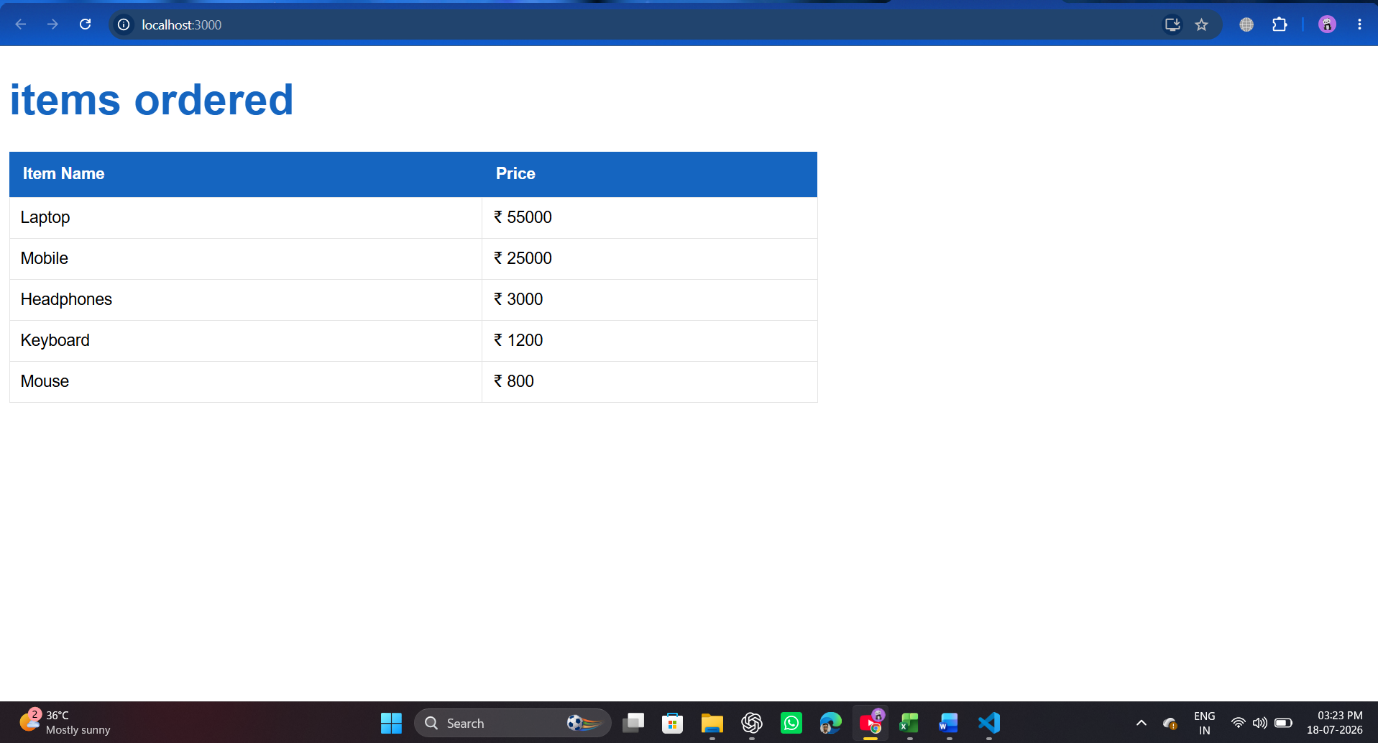 localhost:3000
items ordered
Item Name Price
Laptop ₹ 55000
Mobile ₹ 25000
Headphones ₹ 3000
Keyboard ₹ 1200
Mouse ₹ 800
2 36°C
Mostly sunny
Search
ENG
IN
03:23 PM
18-07-2026